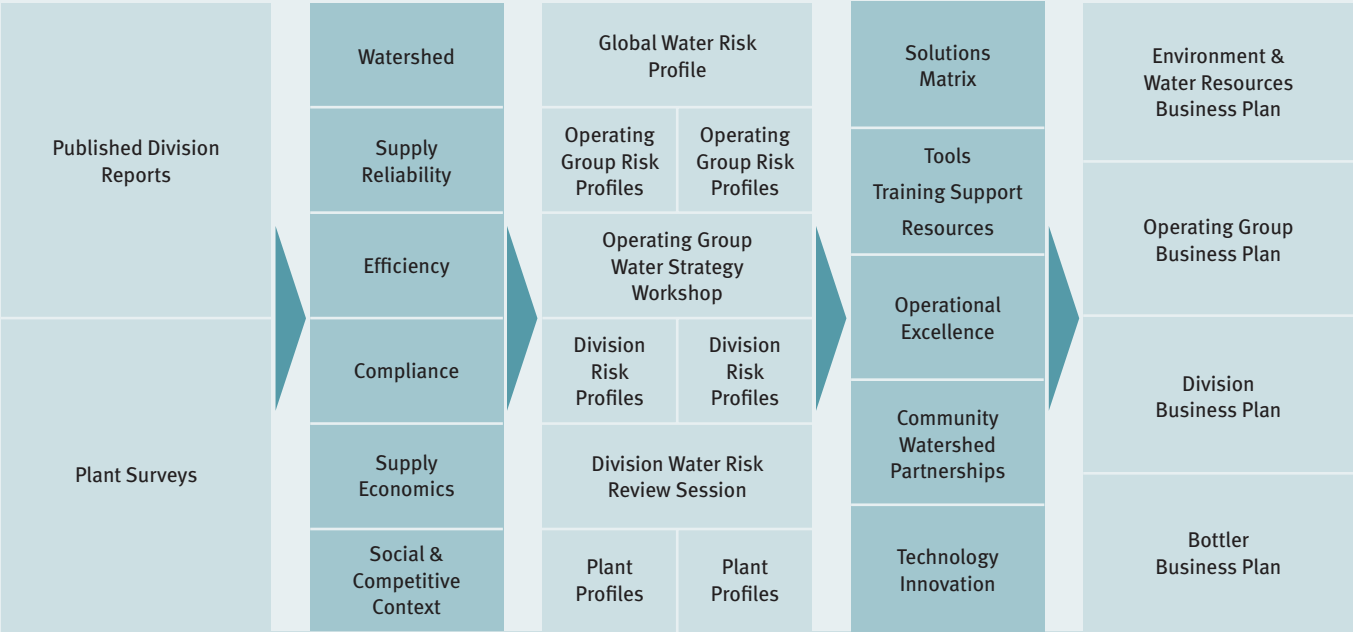 Published Division
Reports
Plant Surveys
Watershed
Supply
Reliability
Efficiency
Compliance
Supply
Economics
Social &
Competitive
Context
Global Water Risk
Profile
Operating
Group Risk
Profiles
Operating
Group Risk
Profiles
Operating Group
Water Strategy
Workshop
Division
Risk
Profiles
Division
Risk
Profiles
Division Water Risk
Review Session
Plant
Profiles
Plant
Profiles
Solutions
Matrix
Tools
Training Support
Resources
Operational
Excellence
Community
Watershed
Partnerships
Technology
Innovation
Environment &
Water Resources
Business Plan
Operating Group
Business Plan
Division
Business Plan
Bottler
Business Plan